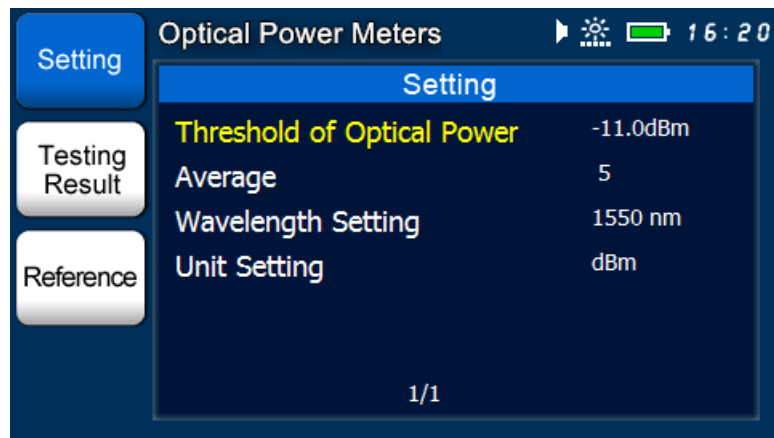 Setting
Optical Power Meters
16:20
Setting
Threshold of Optical Power -11.0dBm
Average 5
Wavelength Setting 1550 nm
Unit Setting dBm
1/1
Testing
Result
Reference